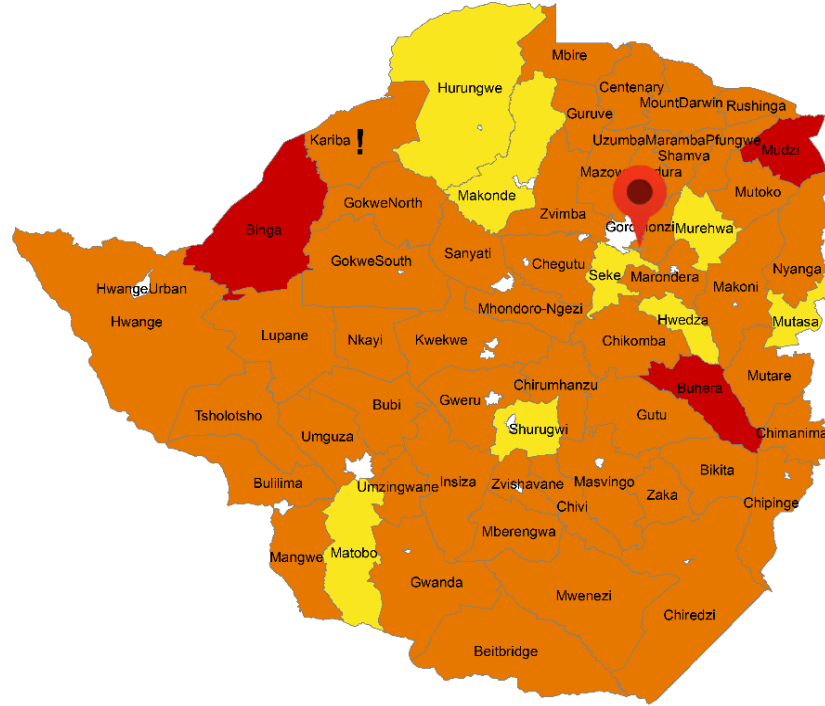 Mbire
Hurungwe
Centenary
MountDarwin
Rushinga
Guruve
Kariba !
UzumbaMarambaPfungwe
Mudzi
Shamva
Mutoko
Makonde
GokweNorth
Zvimba
Murehwa
Binga
Sanyati
GokweSouth
Chegutu
Seke
Marondera
Nyanga
HwangeUrban
Makoni
Hwange
Mhondoro-Ngezi
Hwedza
Mutasa
Lupane
Nkayi
Kwekwe
Chikomba
Mutare
Chirumhanzu
Buhera
Gweru
Bubi
Tsholotsho
Gutu
Shurugwi
Chimanima
Umguza
Bikita
Bulilima
Umzingwane
Insiza
Zvishavane
Masvingo
Zaka
Chipinge
Chivi
Mberengwa
Matobo
Mangwe
Gwanda
Mwenezi
Chiredzi
Beitbridge